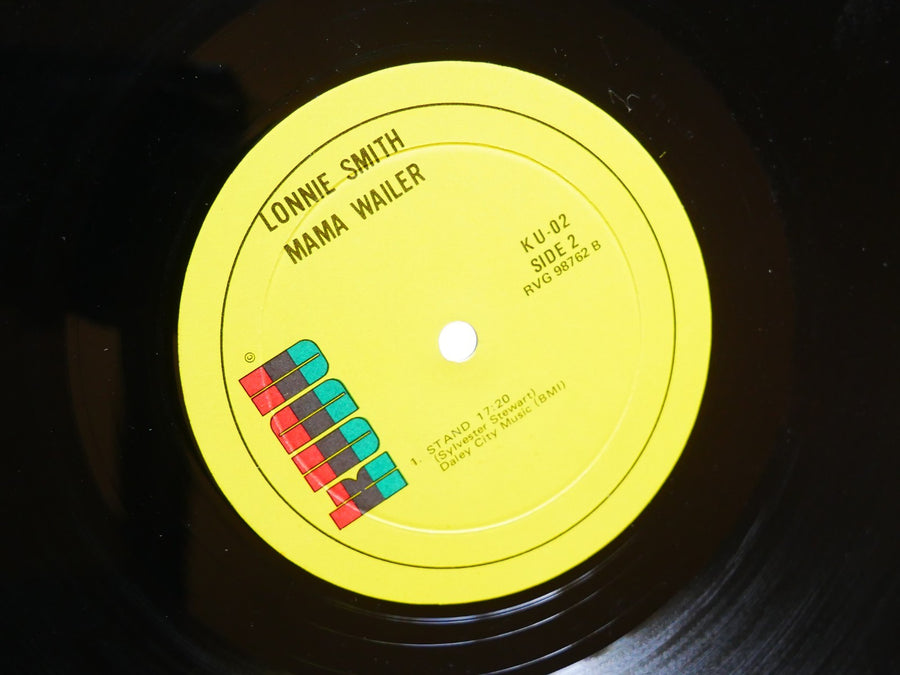 LONNIE SMITH
MAMA WAILER
KU-02
SIDE 2
RVG 98762 B
©
KUDU
1. STAND 17:20
(Sylvester Stewart)
Daley City Music (BMI)